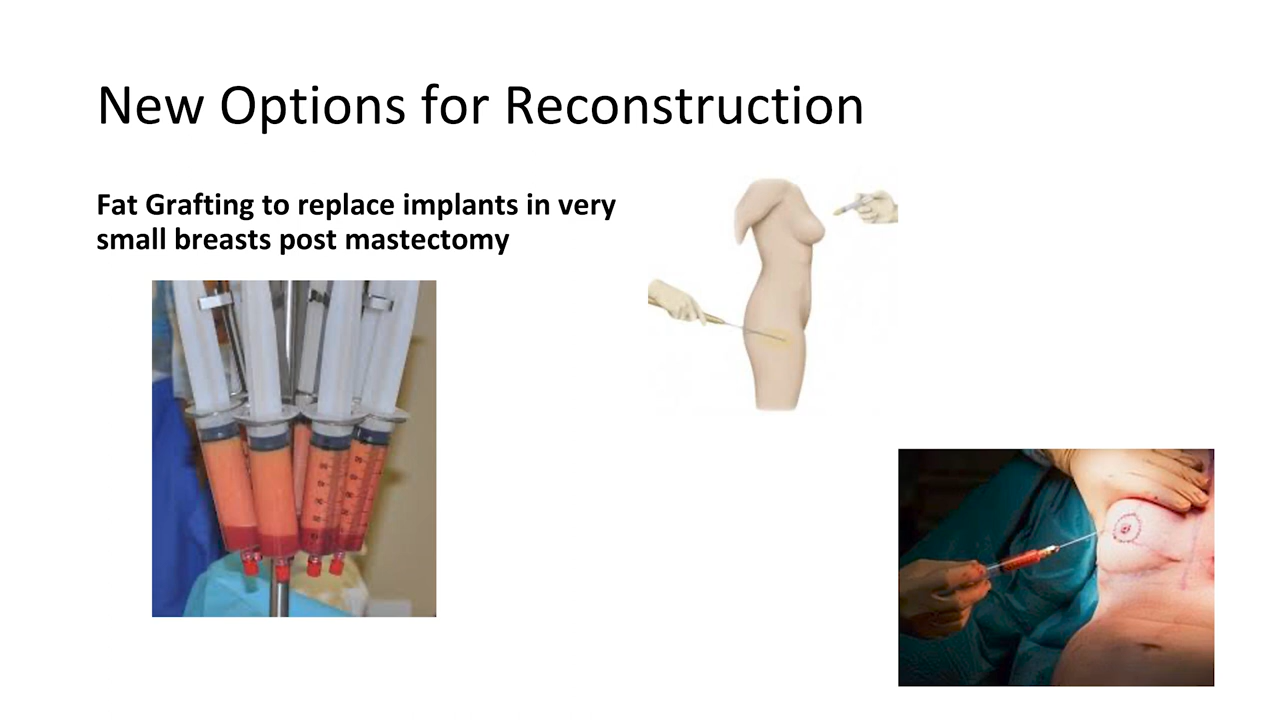 New Options for Reconstruction
Fat Grafting to replace implants in very
small breasts post mastectomy